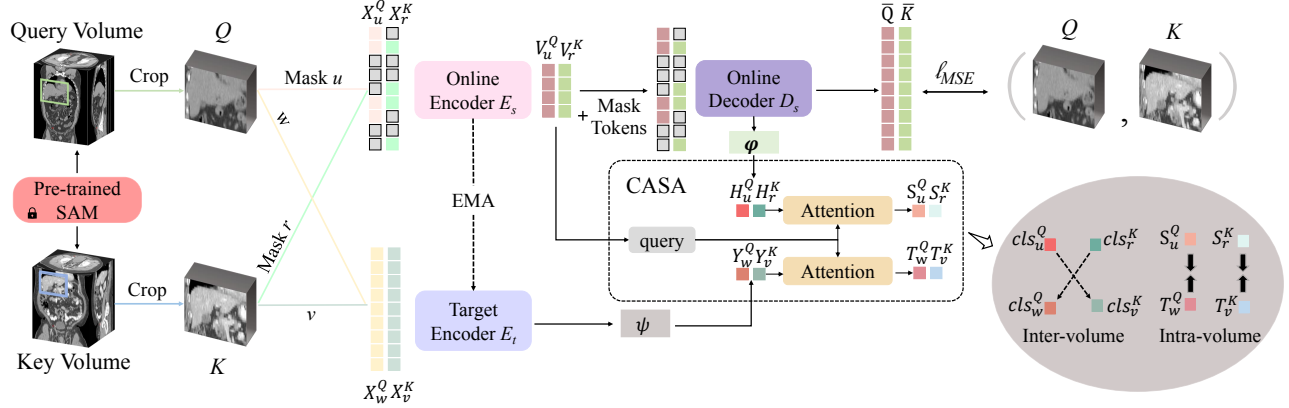 Query Volume
Crop
Q
Mask u
w
X_u^Q X_r^K
Online
Encoder E_s
V_u^Q V_r^K
+
Mask
Tokens
Online
Decoder D_s
Q̄ K̄
ℓ_MSE
( Q , K )
Pre-trained
SAM
EMA
φ
CASA
H_u^Q H_r^K
Attention
S_u^Q S_r^K
query
Y_w^Q Y_v^K
Attention
T_w^Q T_v^K
Mask r
Key Volume
Crop
K
v
X_w^Q X_v^K
Target
Encoder E_t
ψ
cls_u^Q cls_r^K
cls_w^Q cls_v^K
Inter-volume
S_u^Q S_r^K
T_w^Q T_v^K
Intra-volume